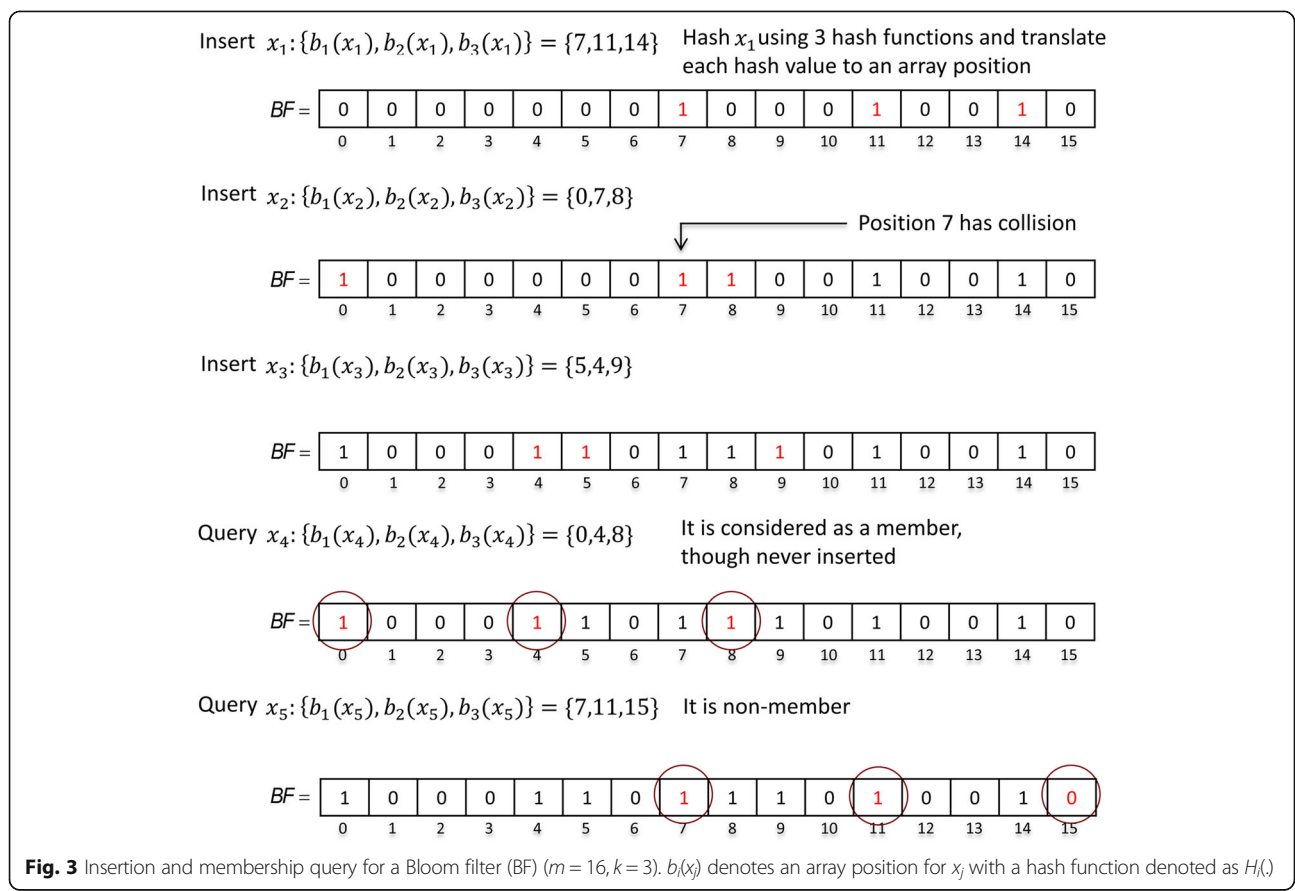 Insert x₁: {b₁(x₁), b₂(x₁), b₃(x₁)} = {7,11,14}
Hash x₁ using 3 hash functions and translate
each hash value to an array position
BF = 0 0 0 0 0 0 0 1 0 0 0 1 0 0 1 0
0 1 2 3 4 5 6 7 8 9 10 11 12 13 14 15
Insert x₂: {b₁(x₂), b₂(x₂), b₃(x₂)} = {0,7,8}
Position 7 has collision
BF = 1 0 0 0 0 0 0 1 1 0 0 1 0 0 1 0
0 1 2 3 4 5 6 7 8 9 10 11 12 13 14 15
Insert x₃: {b₁(x₃), b₂(x₃), b₃(x₃)} = {5,4,9}
BF = 1 0 0 0 1 1 0 1 1 1 0 1 0 0 1 0
0 1 2 3 4 5 6 7 8 9 10 11 12 13 14 15
Query x₄: {b₁(x₄), b₂(x₄), b₃(x₄)} = {0,4,8}
It is considered as a member,
though never inserted
BF = 1 0 0 0 1 1 0 1 1 1 0 1 0 0 1 0
0 1 2 3 4 5 6 7 8 9 10 11 12 13 14 15
Query x₅: {b₁(x₅), b₂(x₅), b₃(x₅)} = {7,11,15} It is non-member
BF = 1 0 0 0 1 1 0 1 1 1 0 1 0 0 1 0
0 1 2 3 4 5 6 7 8 9 10 11 12 13 14 15
Fig. 3 Insertion and membership query for a Bloom filter (BF) (m = 16, k = 3). bᵢ(xⱼ) denotes an array position for xⱼ with a hash function denoted as Hᵢ(.)